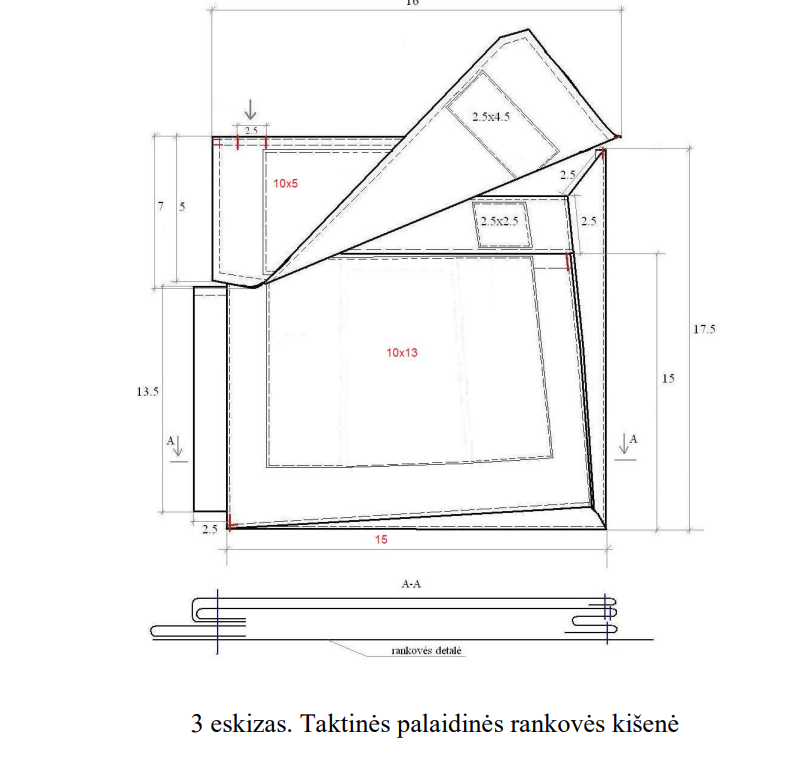 16
2.5x4.5
2.5
10x5
2.5
7
5
2.5x2.5
2.5
17.5
10x13
15
13.5
A
A
2.5
15
A-A
rankovės detalė
3 eskizas. Taktinės palaidinės rankovės kišenė